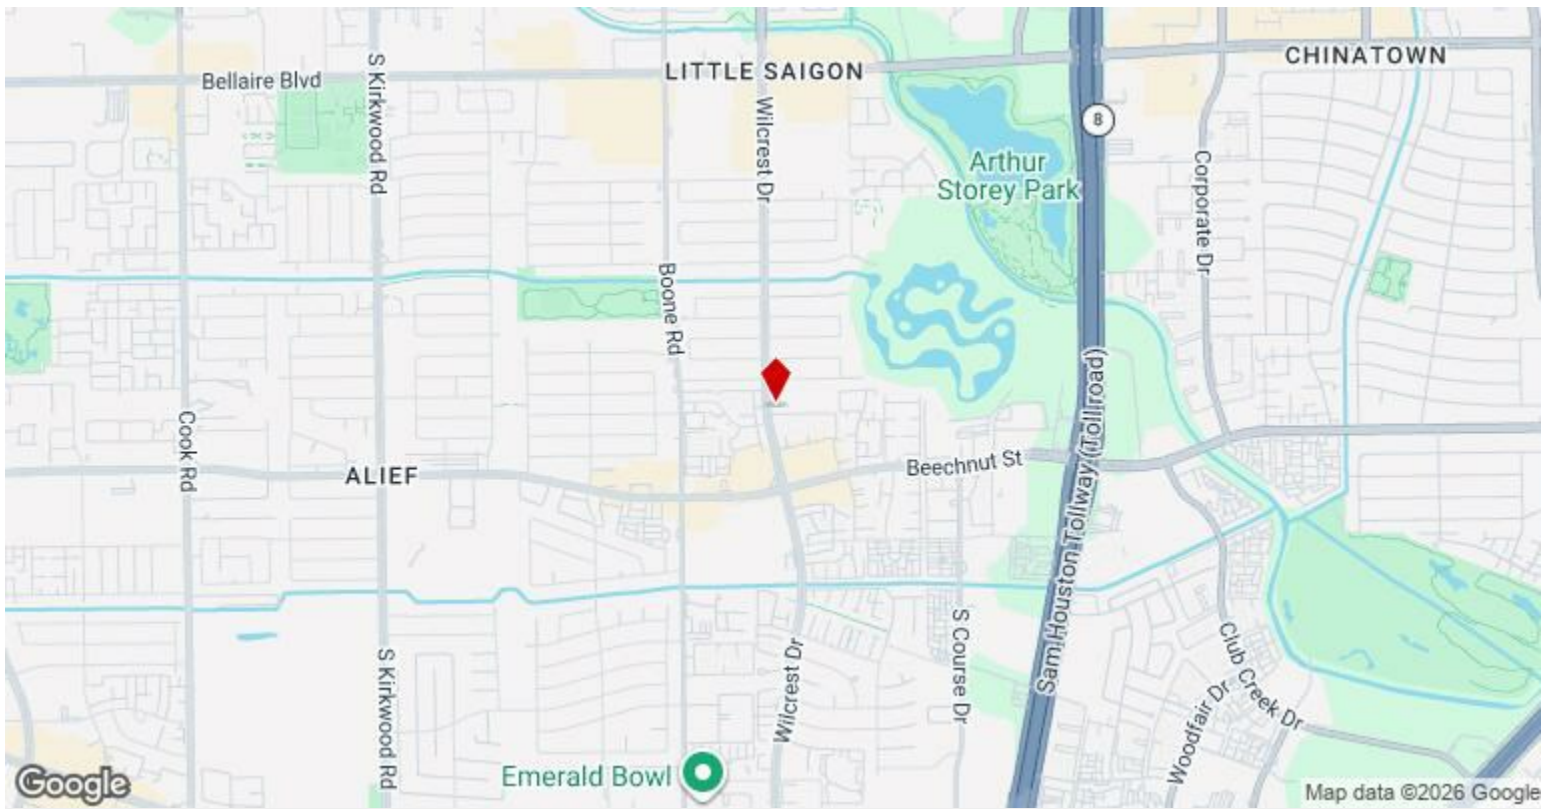 CHINATOWN
Bellaire Blvd
S Kirkwood Rd
LITTLE SAIGON
Wilcrest Dr
8
Arthur
Storey Park
Corporate Dr
Boone Rd
Cook Rd
ALIEF
Beechnut St
Sam Houston Tollway (Tollroad)
S Course Dr
Club Creek Dr
S Kirkwood Rd
Wilcrest Dr
Woodfair Dr
Emerald Bowl
Google
Map data ©2026 Google